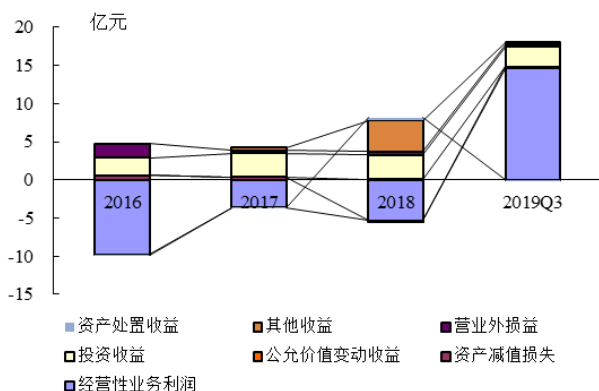 亿元
20
15
10
5
0
-5
-10
-15
2016 2017 2018 2019Q3
资产处置收益 其他收益 营业外损益
投资收益 公允价值变动收益 资产减值损失
经营性业务利润